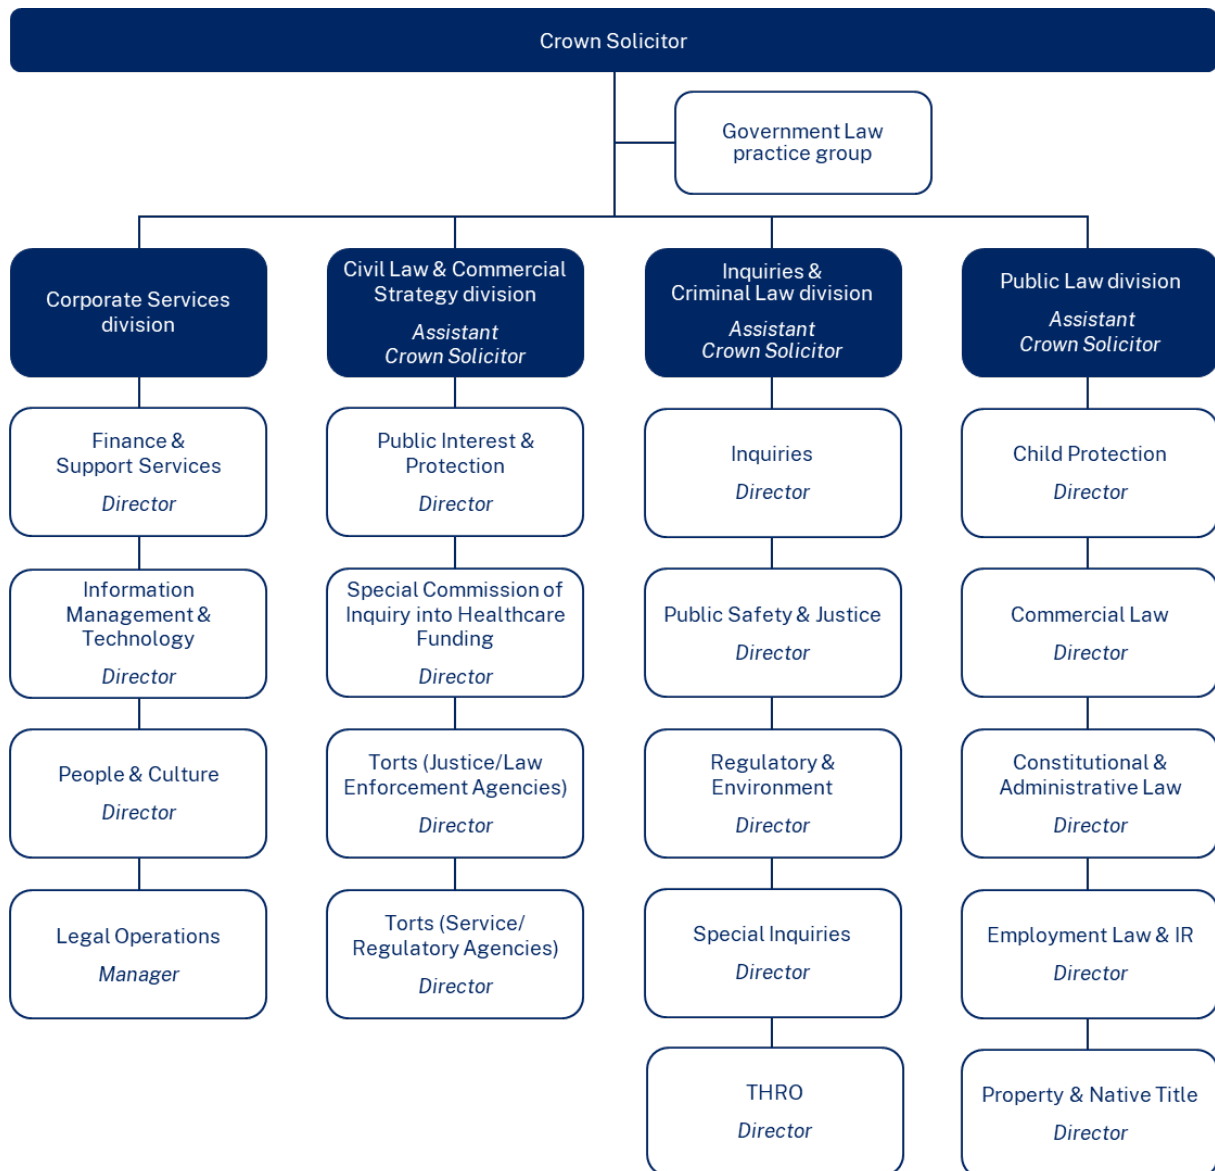 Crown Solicitor
Government Law
practice group
Corporate Services
division
Finance &
Support Services
Director
Information
Management &
Technology
Director
People & Culture
Director
Legal Operations
Manager
Civil Law & Commercial
Strategy division
Assistant
Crown Solicitor
Public Interest &
Protection
Director
Special Commission of
Inquiry into Healthcare
Funding
Director
Torts (Justice/Law
Enforcement Agencies)
Director
Torts (Service/
Regulatory Agencies)
Director
Inquiries &
Criminal Law division
Assistant
Crown Solicitor
Inquiries
Director
Public Safety & Justice
Director
Regulatory &
Environment
Director
Special Inquiries
Director
THRO
Director
Public Law division
Assistant
Crown Solicitor
Child Protection
Director
Commercial Law
Director
Constitutional &
Administrative Law
Director
Employment Law & IR
Director
Property & Native Title
Director